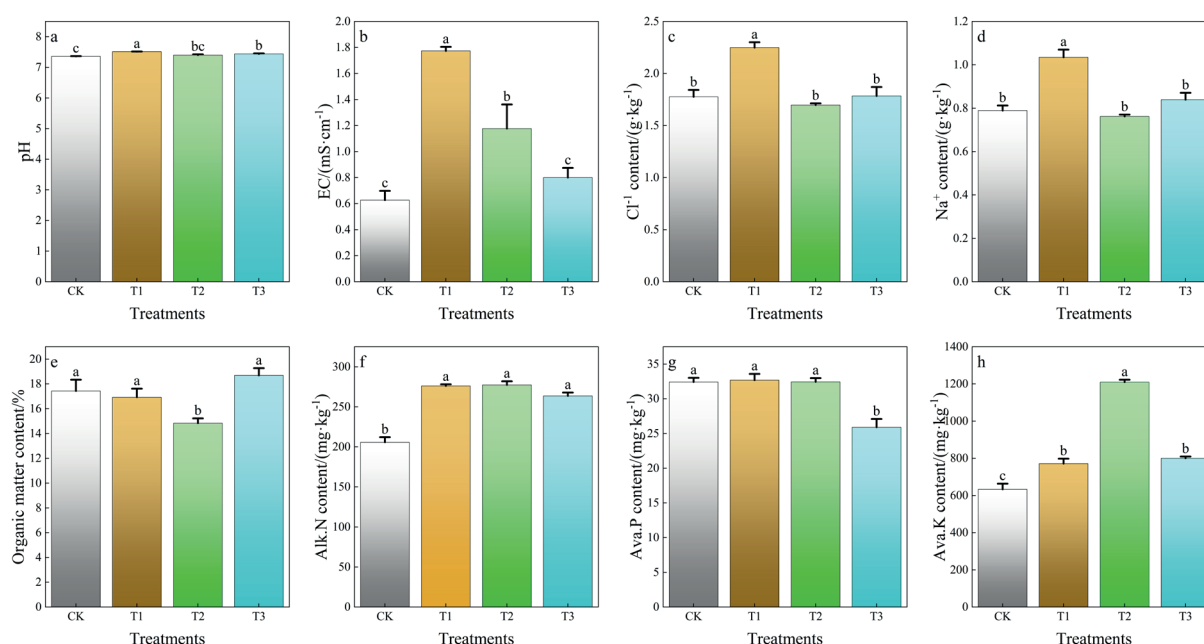 a
pH
8
7
6
5
4
3
2
1
0
c
a
bc
b
CK
T1
T2
T3
Treatments
b
EC/(mS·cm⁻¹)
2.0
1.8
1.6
1.4
1.2
1.0
0.8
0.6
0.4
0.2
0.0
c
a
b
c
CK
T1
T2
T3
Treatments
c
Cl⁻¹ content/(g·kg⁻¹)
2.5
2.0
1.5
1.0
0.5
0.0
b
a
b
b
CK
T1
T2
T3
Treatments
d
Na⁺ content/(g·kg⁻¹)
1.2
1.0
0.8
0.6
0.4
0.2
0.0
b
a
b
b
CK
T1
T2
T3
Treatments
e
Organic matter content/%
20
18
16
14
12
10
8
6
4
2
0
a
a
b
a
CK
T1
T2
T3
Treatments
f
Alk.N content/(mg·kg⁻¹)
300
250
200
150
100
50
0
b
a
a
a
CK
T1
T2
T3
Treatments
g
Ava.P content/(mg·kg⁻¹)
35
30
25
20
15
10
5
0
a
a
a
b
CK
T1
T2
T3
Treatments
h
Ava.K content/(mg·kg⁻¹)
1400
1200
1000
800
600
400
200
0
c
b
a
b
CK
T1
T2
T3
Treatments